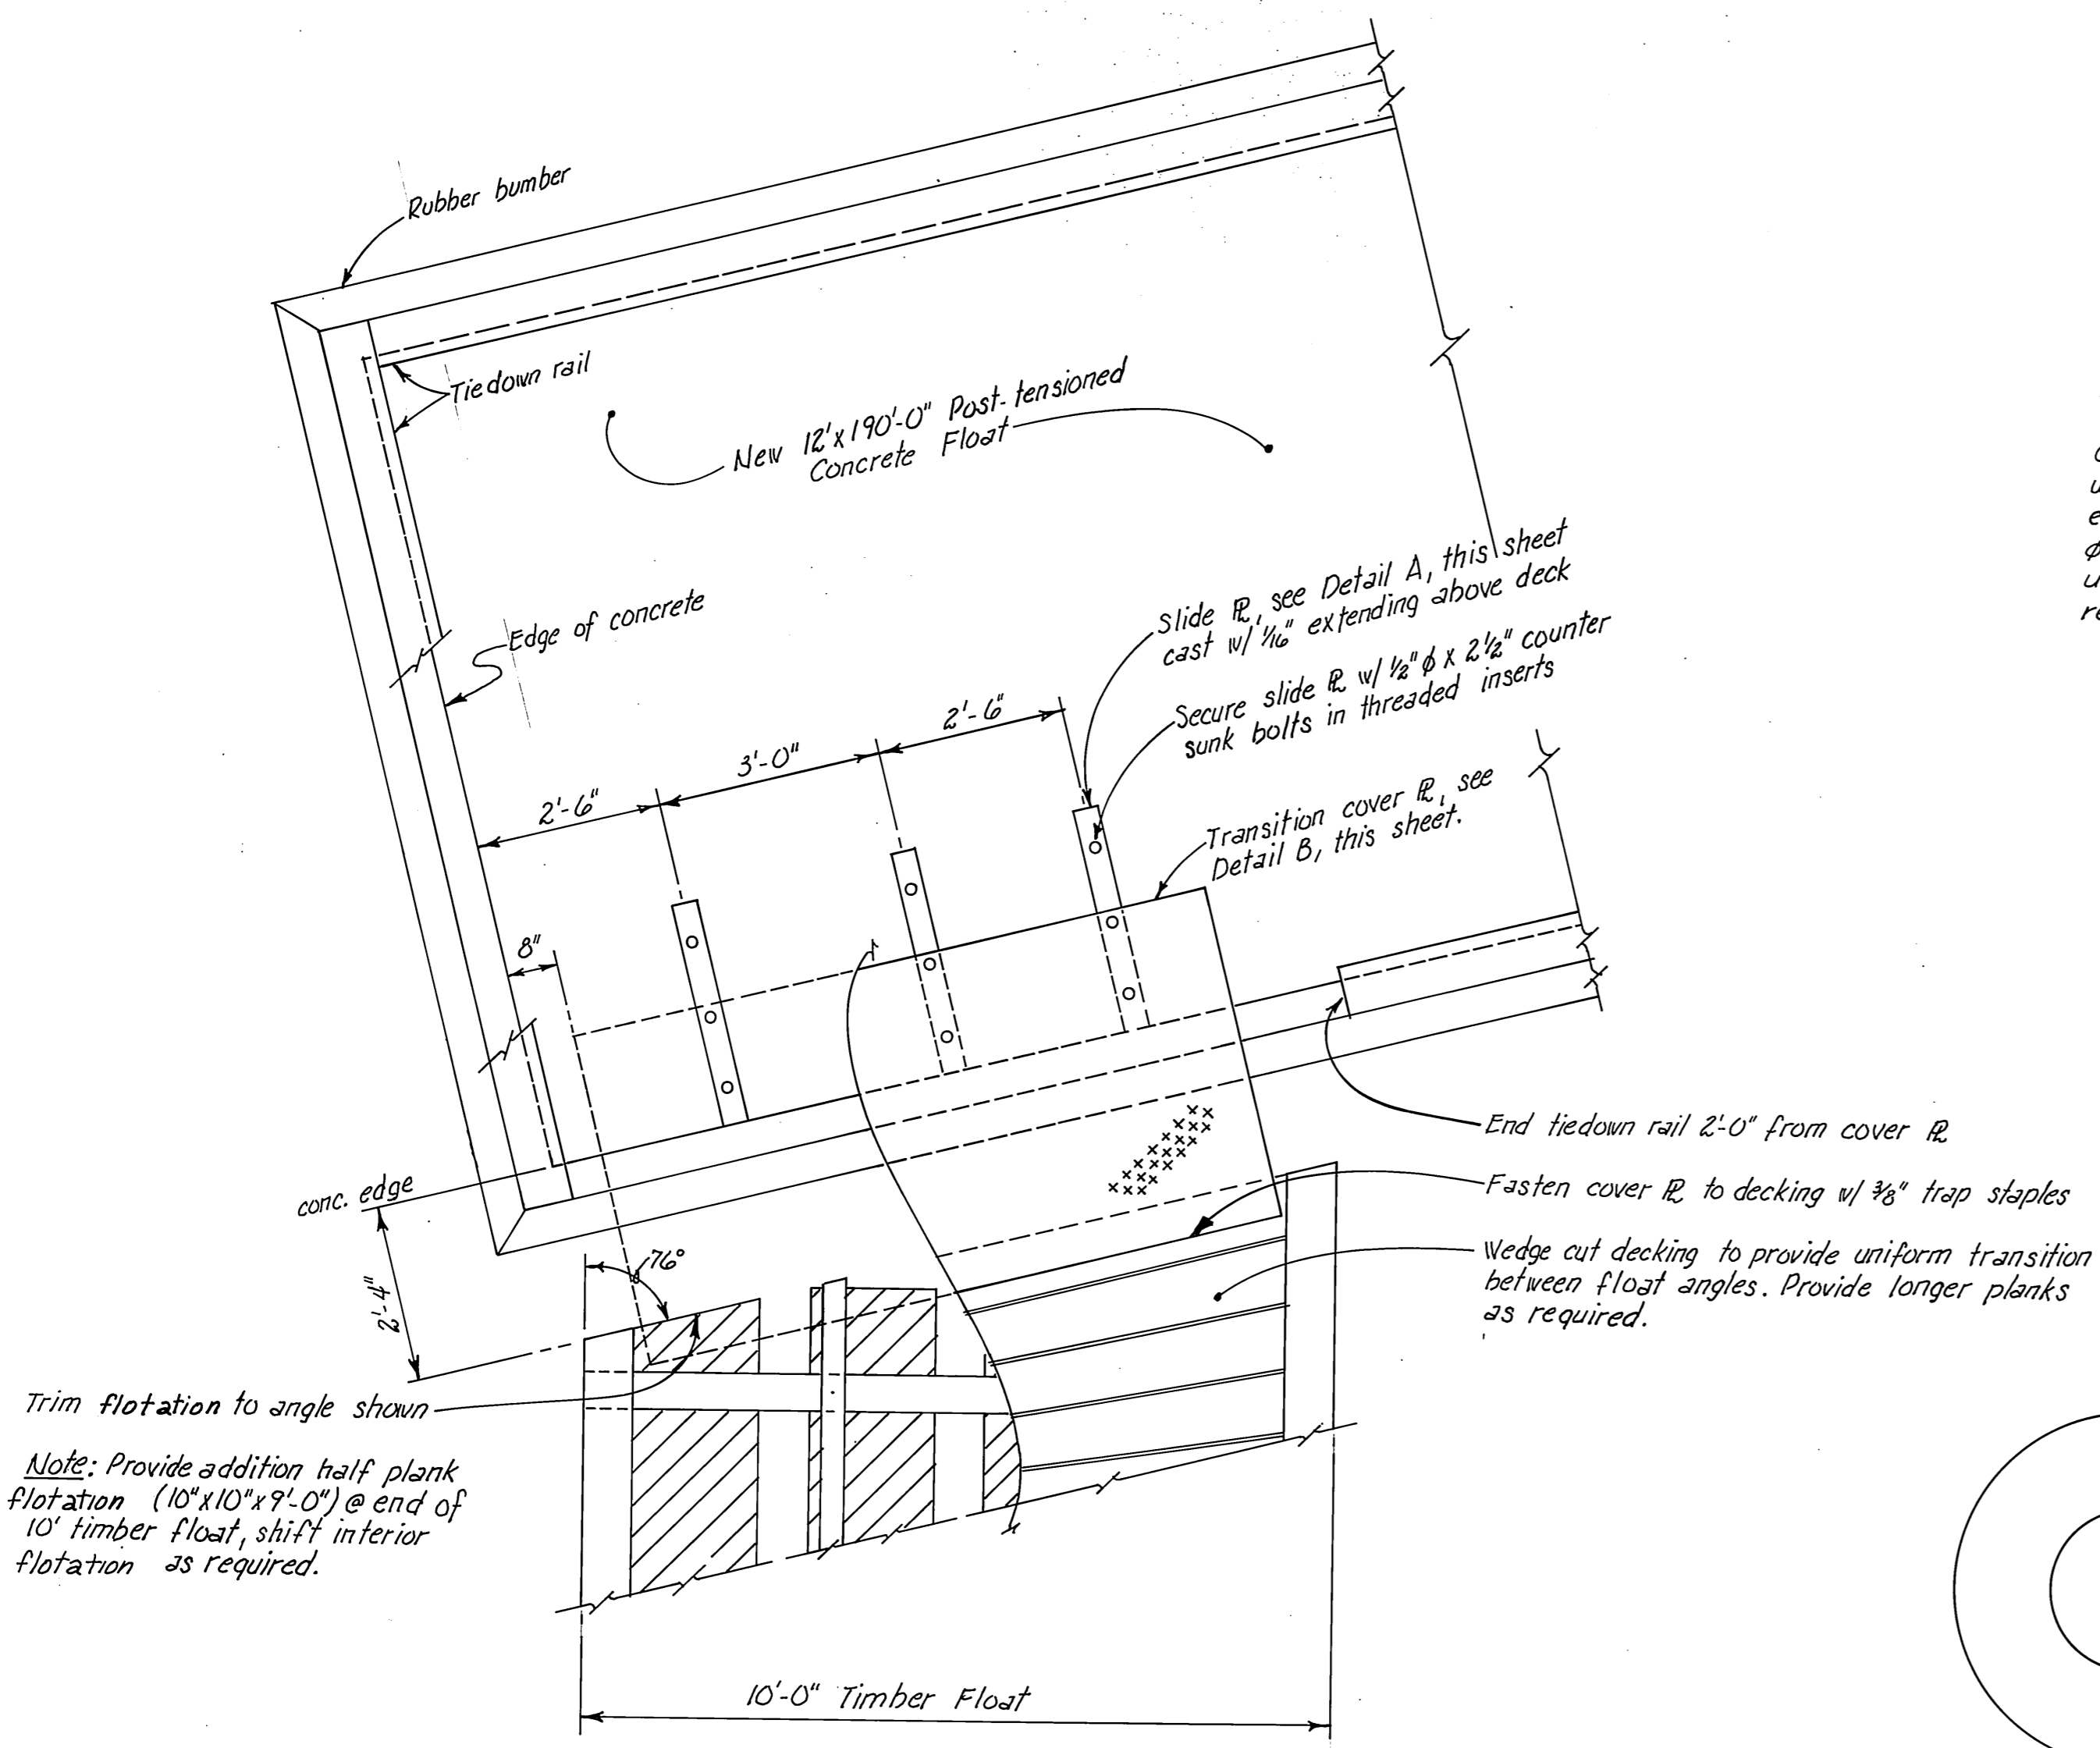 Rubber bumber
Tiedown rail
New 12'x190'-0" Post-tensioned
Concrete Float
Edge of concrete
Slide ℄, see Detail A, this sheet
cast w/ 1/16" extending above deck
Secure slide ℄ w/ 1/2"ϕ x 2 1/2" counter
sunk bolts in threaded inserts
Transition cover ℄, see
Detail B, this sheet.
2'-6"
3'-0"
2'-6"
8"
conc. edge
2'-4"
76°
End tiedown rail 2'-0" from cover ℄
Fasten cover ℄ to decking w/ 3/8" trap staples
Wedge cut decking to provide uniform transition
between float angles. Provide longer planks
as required.
Trim flotation to angle shown
Note: Provide addition half plank
flotation (10"x10"x9'-0") @ end of
10' timber float, shift interior
flotation as required.
10'-0" Timber Float